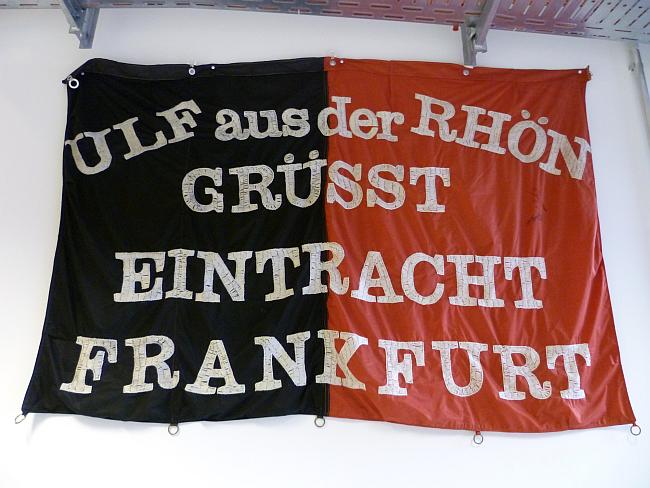 ULF aus der RHÖN
GRÜSST
EINTRACHT
FRANKFURT